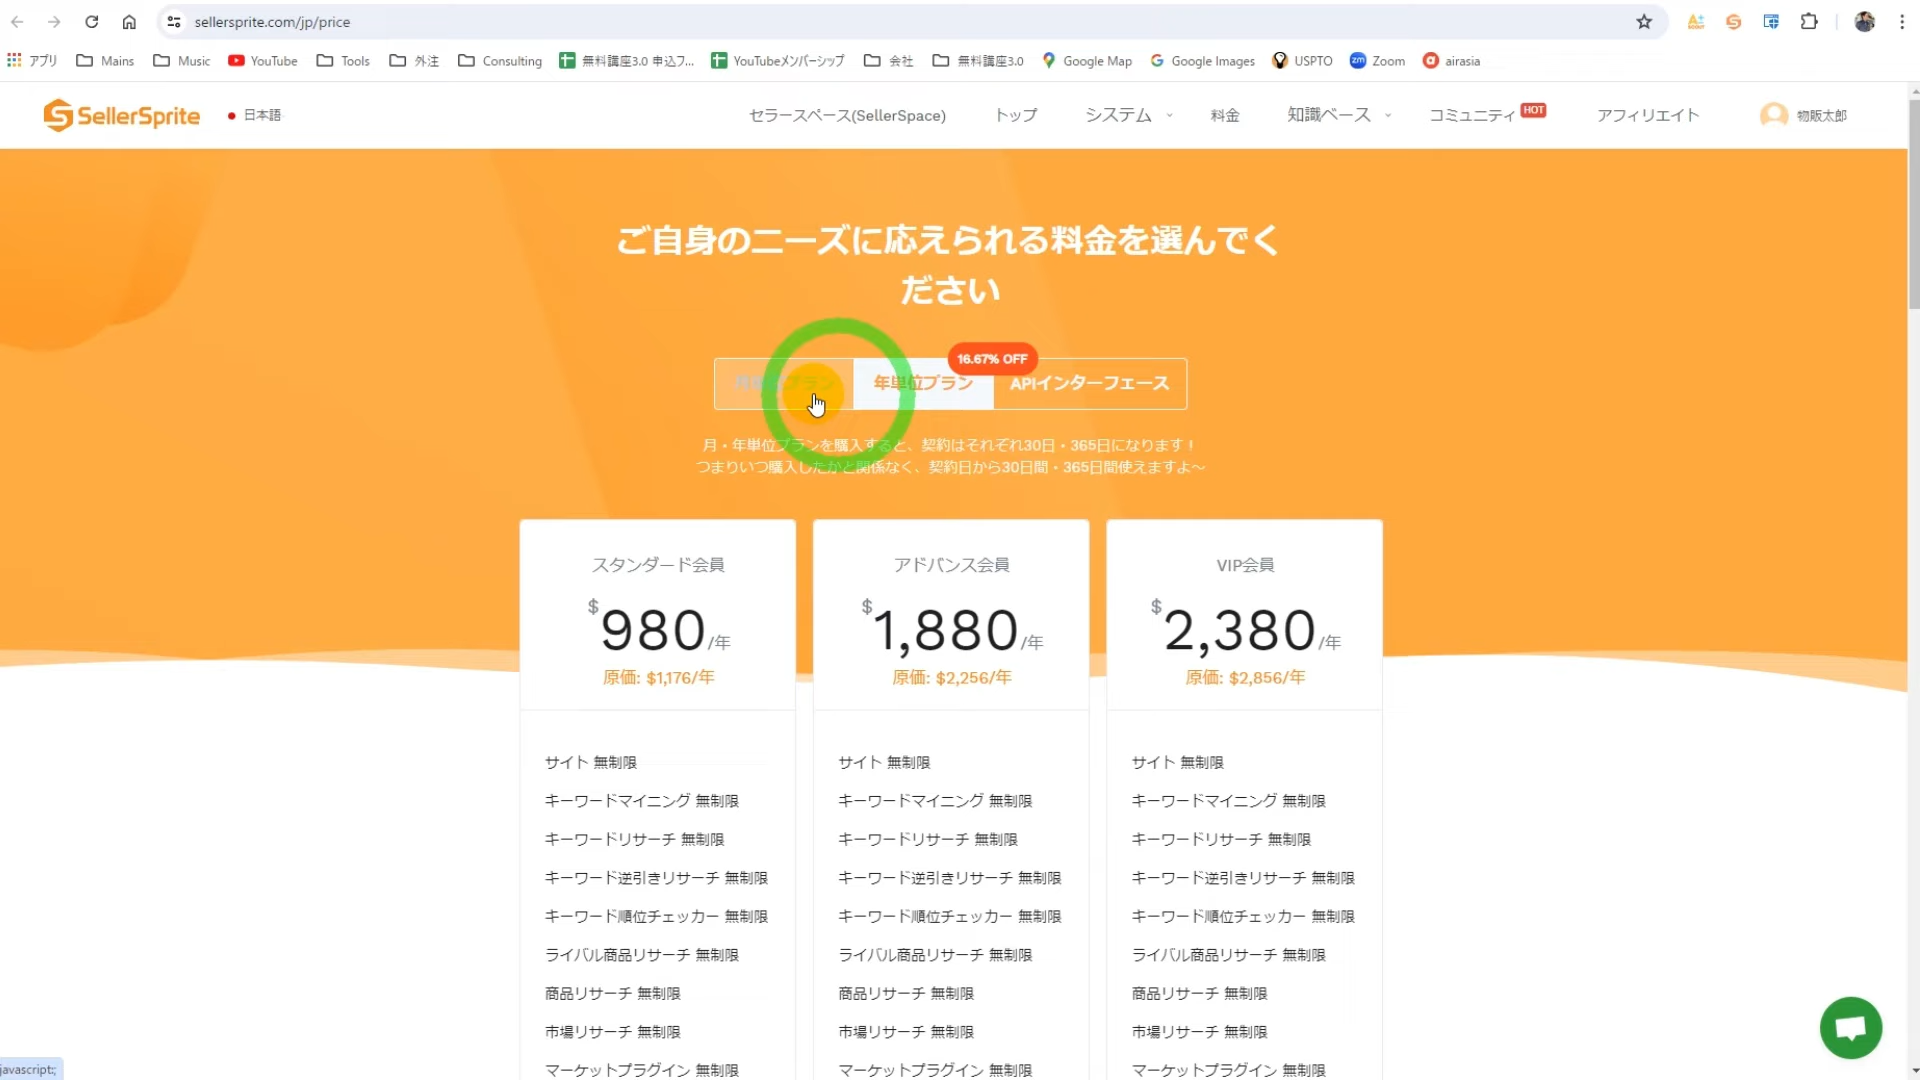 sellersprite.com/jp/price
アプリ Mains Music YouTube Tools 外注 Consulting 無料講座3.0 申込フ... YouTubeメンバーシップ 会社 無料講座3.0 Google Map Google Images USPTO zm Zoom airasia
SellerSprite 日本語 セラースペース(SellerSpace) トップ システム 料金 知識ベース コミュニティ HOT アフィリエイト 物販太郎
ご自身のニーズに応えられる料金を選んでく
ださい
16.67% OFF
プラン 年単位プラン APIインターフェース
月・年単位プランを購入すると、契約はそれぞれ30日・365日になります！
つまりいつ購入したかと関係なく、契約日から30日間・365日間使えますよ～
スタンダード会員
$980/年
原価: $1,176/年
サイト 無制限
キーワードマイニング 無制限
キーワードリサーチ 無制限
キーワード逆引きリサーチ 無制限
キーワード順位チェッカー 無制限
ライバル商品リサーチ 無制限
商品リサーチ 無制限
市場リサーチ 無制限
マーケットプラグイン 無制限
アドバンス会員
$1,880/年
原価: $2,256/年
サイト 無制限
キーワードマイニング 無制限
キーワードリサーチ 無制限
キーワード逆引きリサーチ 無制限
キーワード順位チェッカー 無制限
ライバル商品リサーチ 無制限
商品リサーチ 無制限
市場リサーチ 無制限
マーケットプラグイン 無制限
VIP会員
$2,380/年
原価: $2,856/年
サイト 無制限
キーワードマイニング 無制限
キーワードリサーチ 無制限
キーワード逆引きリサーチ 無制限
キーワード順位チェッカー 無制限
ライバル商品リサーチ 無制限
商品リサーチ 無制限
市場リサーチ 無制限
マーケットプラグイン 無制限
javascript:;